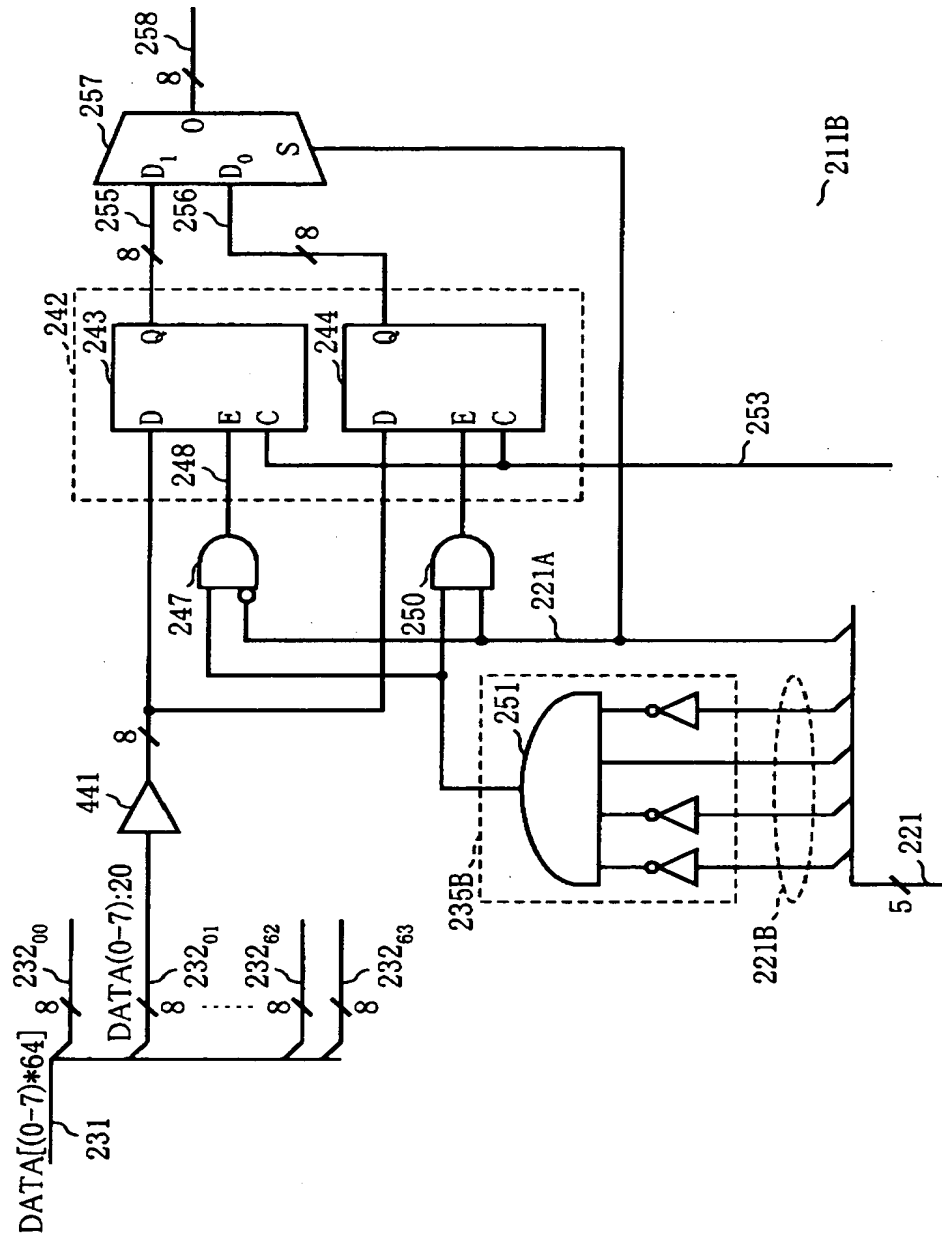 DATA[(0-7)*64]
231
8
232₀₀
DATA(0-7):20
8
232₀₁
8
232₆₂
8
232₆₃
441
8
242
243
D
Q
E
C
248
247
244
D
Q
E
C
250
253
8
255
8
256
257
D₁
D₀
O
S
8
258
221A
251
235B
221B
5
221
211B